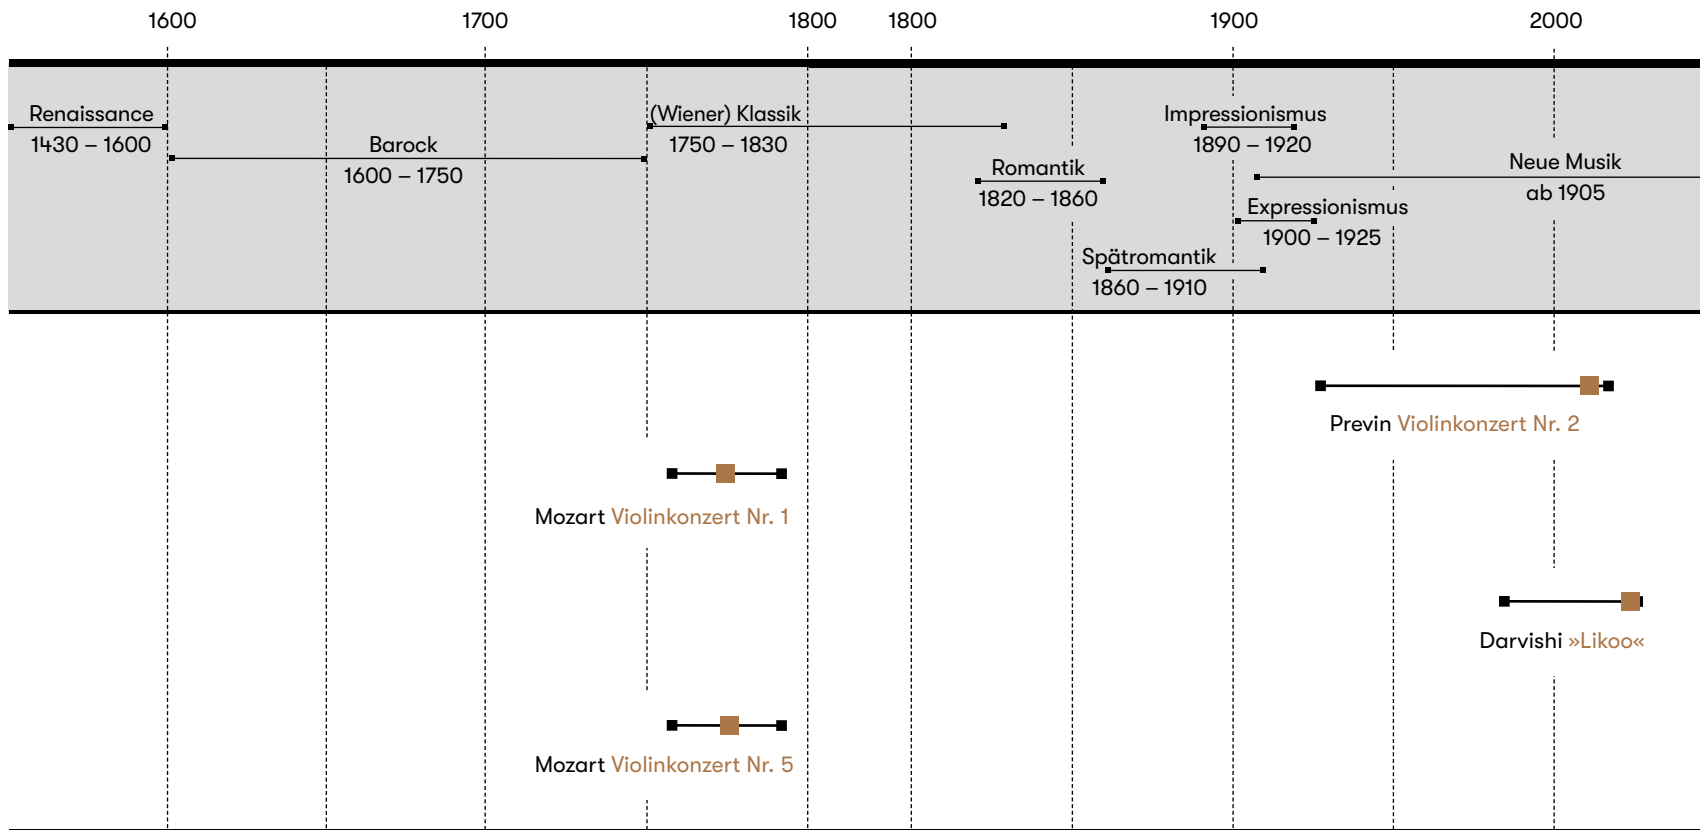 1600 1700 1800 1800 1900 2000
Renaissance
1430 – 1600
Barock
1600 – 1750
(Wiener) Klassik
1750 – 1830
Romantik
1820 – 1860
Spätromantik
1860 – 1910
Impressionismus
1890 – 1920
Expressionismus
1900 – 1925
Neue Musik
ab 1905
Previn Violinkonzert Nr. 2
Mozart Violinkonzert Nr. 1
Darvishi »Likoo«
Mozart Violinkonzert Nr. 5